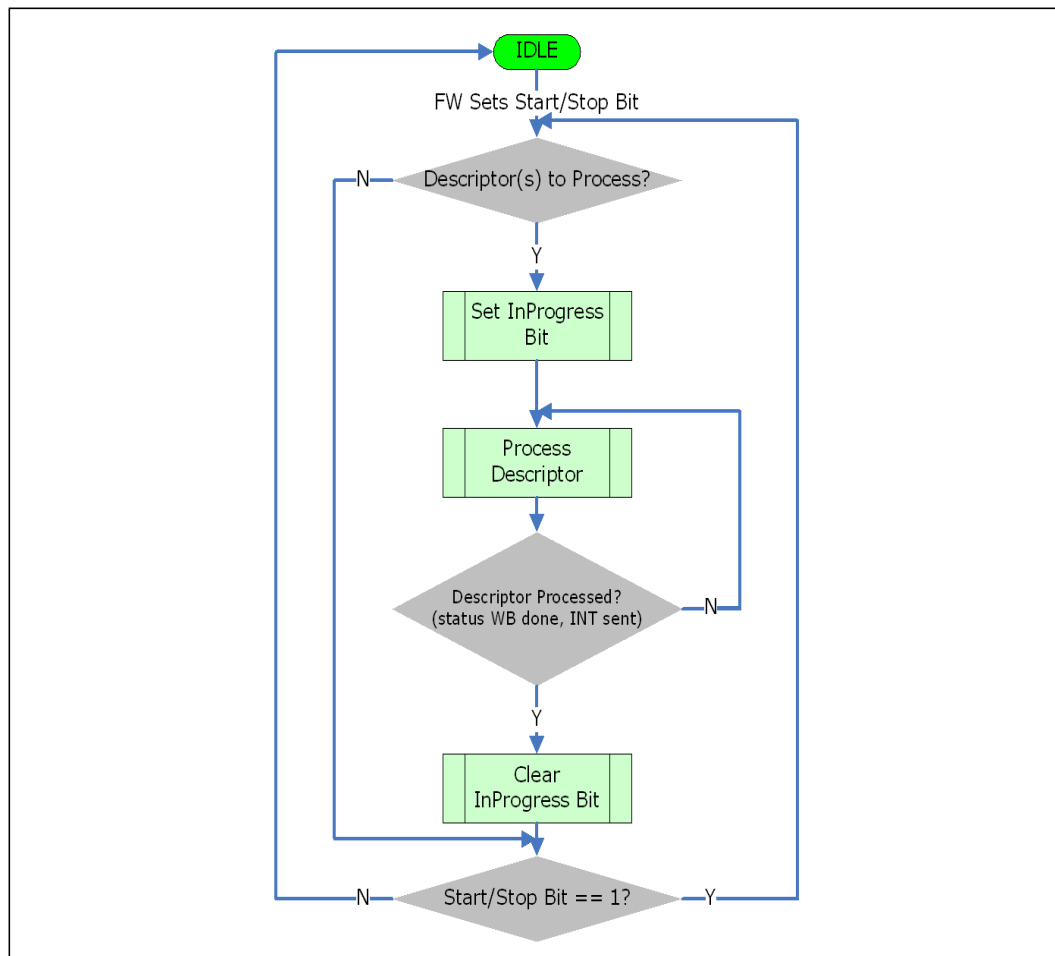 IDLE
FW Sets Start/Stop Bit
N
Descriptor(s) to Process?
Y
Set InProgress
Bit
Process
Descriptor
Descriptor Processed?
(status WB done, INT sent)
N
Y
Clear
InProgress Bit
N
Start/Stop Bit == 1?
Y